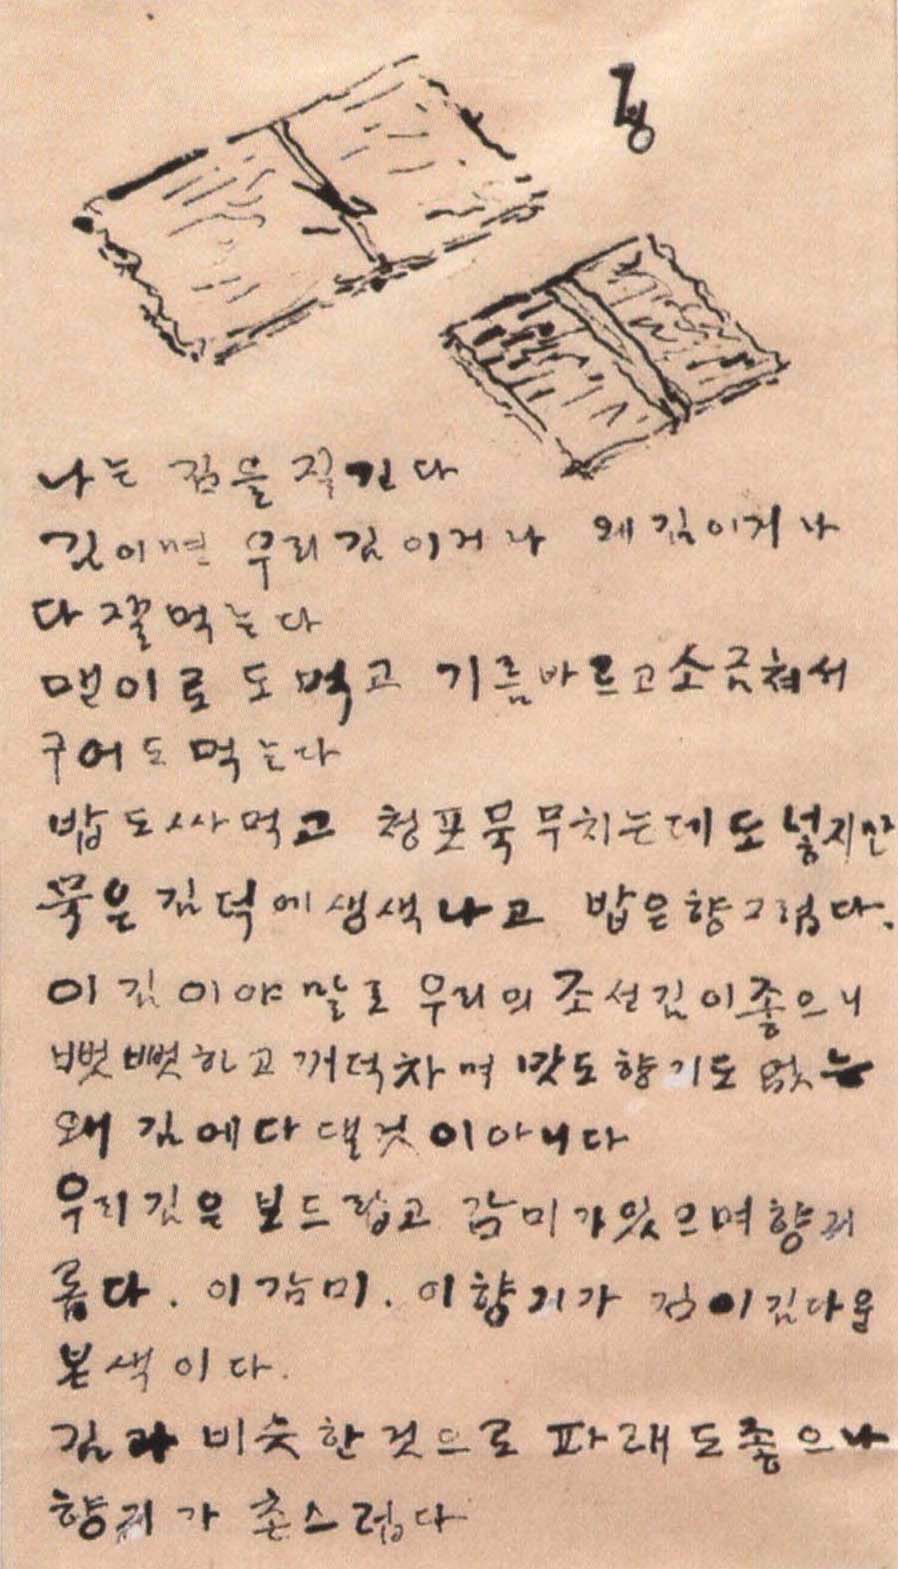 김
나는 김을 즉긴다
김이면 우리김이거나 왜김이거나
다 잘먹는다
맨이로도먹고 기름바르고소금쳐서
구어도먹는다
밥도싸먹고 청포묵무치는데도넣지만
묵은김덕에생색나고 밥은향그럽다.
이김이야말로 우리의조선김이좋으니
뻣뻣하고꺼덕차며맛도향기도없는
왜김에다댈것이아니다
우리김은보드랍고감미가있으며향긔
롭다. 이감미. 이향긔가 김이김다운
본색이다.
김과비슷한것으로파래도좋으나
향긔가촌스럽다